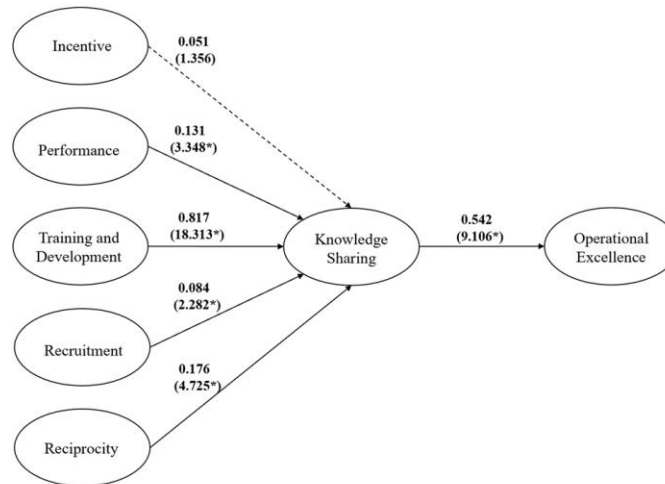 Incentive
0.051
(1.356)
Performance
0.131
(3.348*)
Training and
Development
0.817
(18.313*)
Knowledge
Sharing
0.542
(9.106*)
Operational
Excellence
Recruitment
0.084
(2.282*)
Reciprocity
0.176
(4.725*)